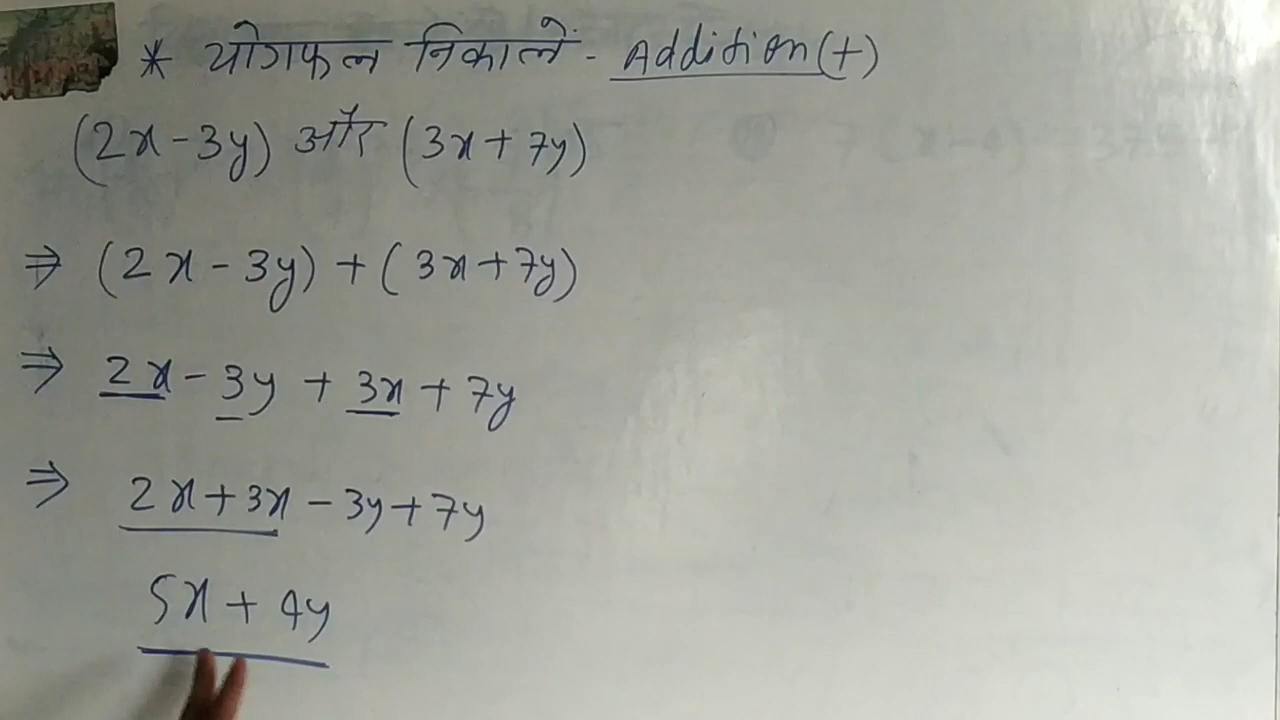 * योगफल निकालें - Addition (+)
(2x - 3y) और (3x + 7y)
⇒ (2x - 3y) + (3x + 7y)
⇒ 2x - 3y + 3x + 7y
⇒ 2x + 3x - 3y + 7y
5x + 4y